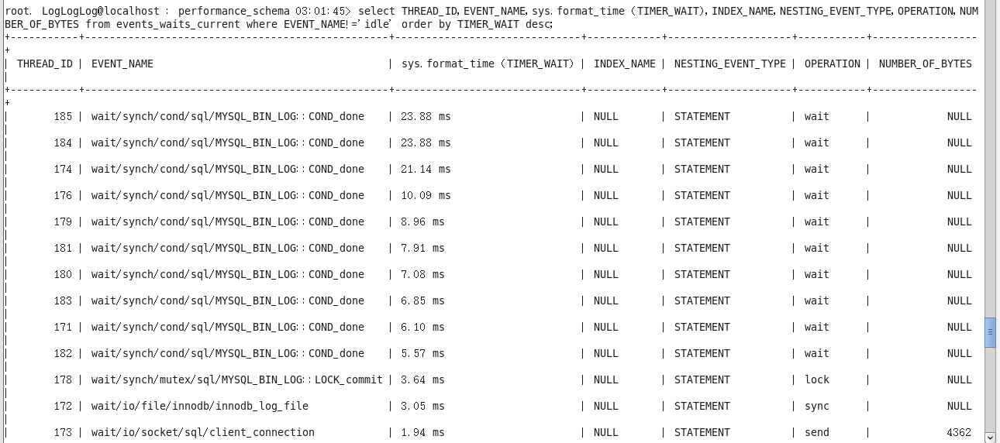 root. LogLogLog@localhost : performance_schema 03:01:45> select THREAD_ID,EVENT_NAME,sys.format_time(TIMER_WAIT),INDEX_NAME,NESTING_EVENT_TYPE,OPERATION,NUM
BER_OF_BYTES from events_waits_current where EVENT_NAME!='idle' order by TIMER_WAIT desc;
+-----------+-------------------------------------------------+------------------------------+------------+--------------------+-----------+-----------------
+
| THREAD_ID | EVENT_NAME | sys.format_time(TIMER_WAIT) | INDEX_NAME | NESTING_EVENT_TYPE | OPERATION | NUMBER_OF_BYTES
|
+-----------+-------------------------------------------------+------------------------------+------------+--------------------+-----------+-----------------
+
| 185 | wait/synch/cond/sql/MYSQL_BIN_LOG::COND_done | 23.88 ms | NULL | STATEMENT | wait | NULL
|
| 184 | wait/synch/cond/sql/MYSQL_BIN_LOG::COND_done | 23.88 ms | NULL | STATEMENT | wait | NULL
|
| 174 | wait/synch/cond/sql/MYSQL_BIN_LOG::COND_done | 21.14 ms | NULL | STATEMENT | wait | NULL
|
| 176 | wait/synch/cond/sql/MYSQL_BIN_LOG::COND_done | 10.09 ms | NULL | STATEMENT | wait | NULL
|
| 179 | wait/synch/cond/sql/MYSQL_BIN_LOG::COND_done | 8.96 ms | NULL | STATEMENT | wait | NULL
|
| 181 | wait/synch/cond/sql/MYSQL_BIN_LOG::COND_done | 7.91 ms | NULL | STATEMENT | wait | NULL
|
| 180 | wait/synch/cond/sql/MYSQL_BIN_LOG::COND_done | 7.08 ms | NULL | STATEMENT | wait | NULL
|
| 183 | wait/synch/cond/sql/MYSQL_BIN_LOG::COND_done | 6.85 ms | NULL | STATEMENT | wait | NULL
|
| 171 | wait/synch/cond/sql/MYSQL_BIN_LOG::COND_done | 6.10 ms | NULL | STATEMENT | wait | NULL
|
| 182 | wait/synch/cond/sql/MYSQL_BIN_LOG::COND_done | 5.57 ms | NULL | STATEMENT | wait | NULL
|
| 178 | wait/synch/mutex/sql/MYSQL_BIN_LOG::LOCK_commit | 3.64 ms | NULL | STATEMENT | lock | NULL
|
| 172 | wait/io/file/innodb/innodb_log_file | 3.05 ms | NULL | STATEMENT | sync | NULL
|
| 173 | wait/io/socket/sql/client_connection | 1.94 ms | NULL | STATEMENT | send | 4362